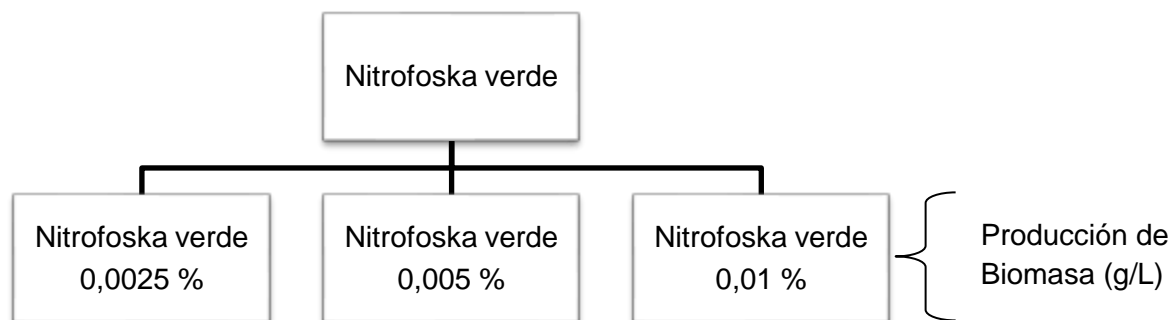 Nitrofoska verde
Nitrofoska verde
0,0025 %
Nitrofoska verde
0,005 %
Nitrofoska verde
0,01 %
Producción de
Biomasa (g/L)